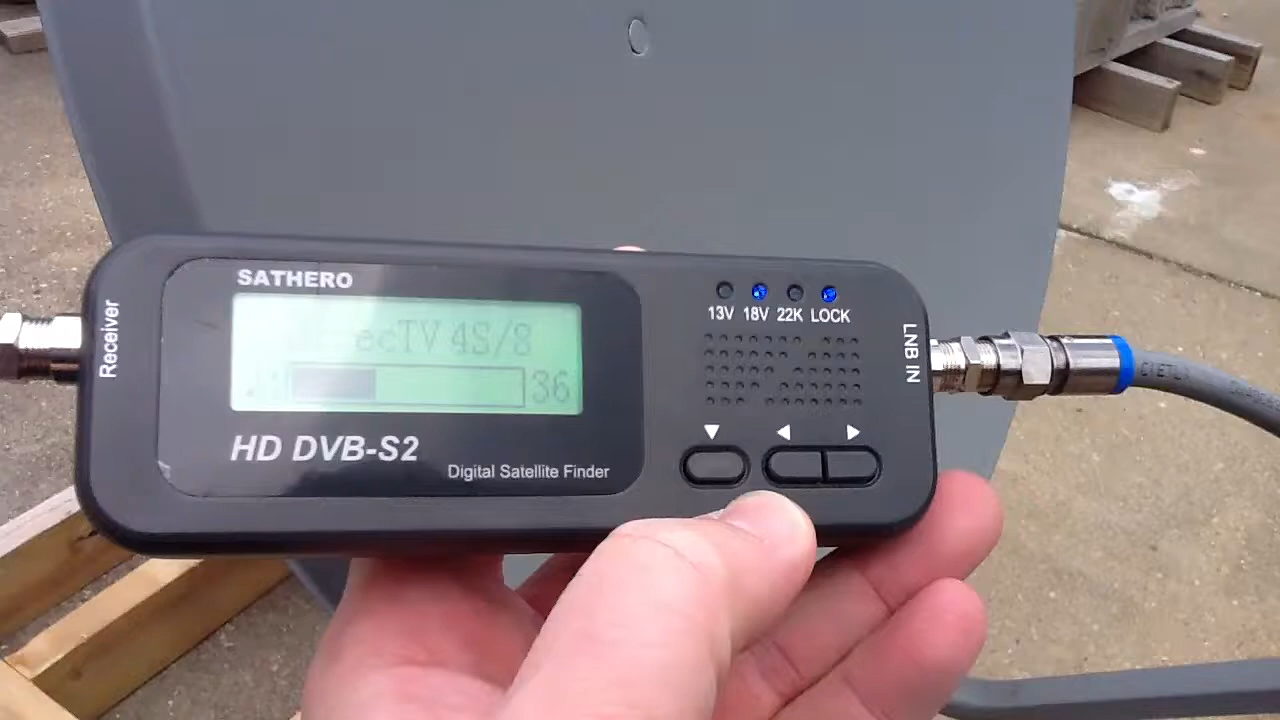 SATHERO
ecTV 4S/8
36
HD DVB-S2
Digital Satellite Finder
Receiver
13V 18V 22K LOCK
LNB IN